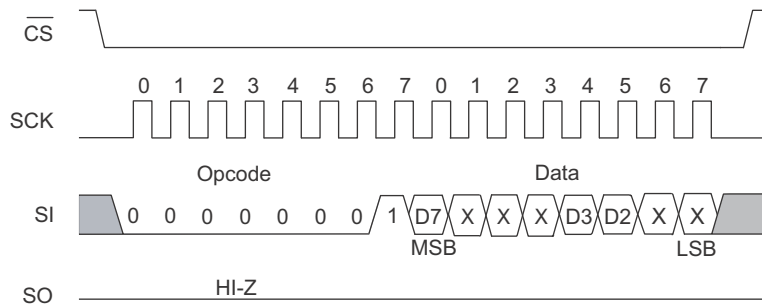 CS
0 1 2 3 4 5 6 7 0 1 2 3 4 5 6 7
SCK
Opcode Data
SI 0 0 0 0 0 0 0 1 D7 X X X D3 D2 X X
MSB LSB
HI-Z
SO